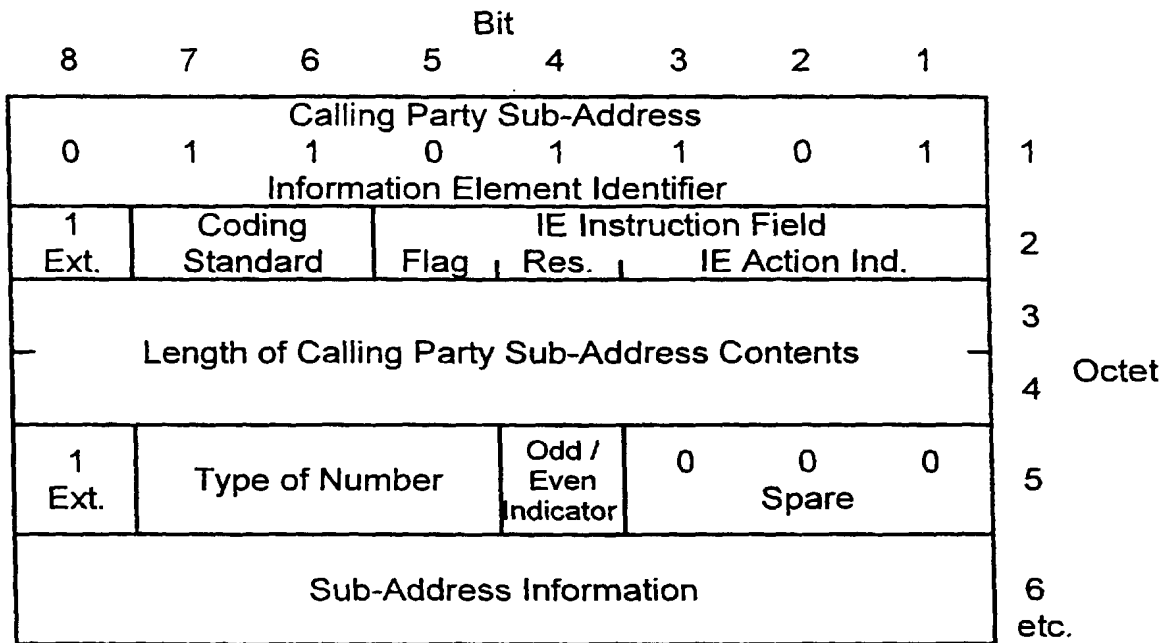 Bit
8 7 6 5 4 3 2 1
Calling Party Sub-Address
0 1 1 0 1 1 0 1 1
Information Element Identifier
1 Coding IE Instruction Field
Ext. Standard Flag Res. IE Action Ind. 2
3
Length of Calling Party Sub-Address Contents
4 Octet
1 Type of Number Odd / 0 0 0 5
Ext. Even Spare
Indicator
Sub-Address Information 6
etc.